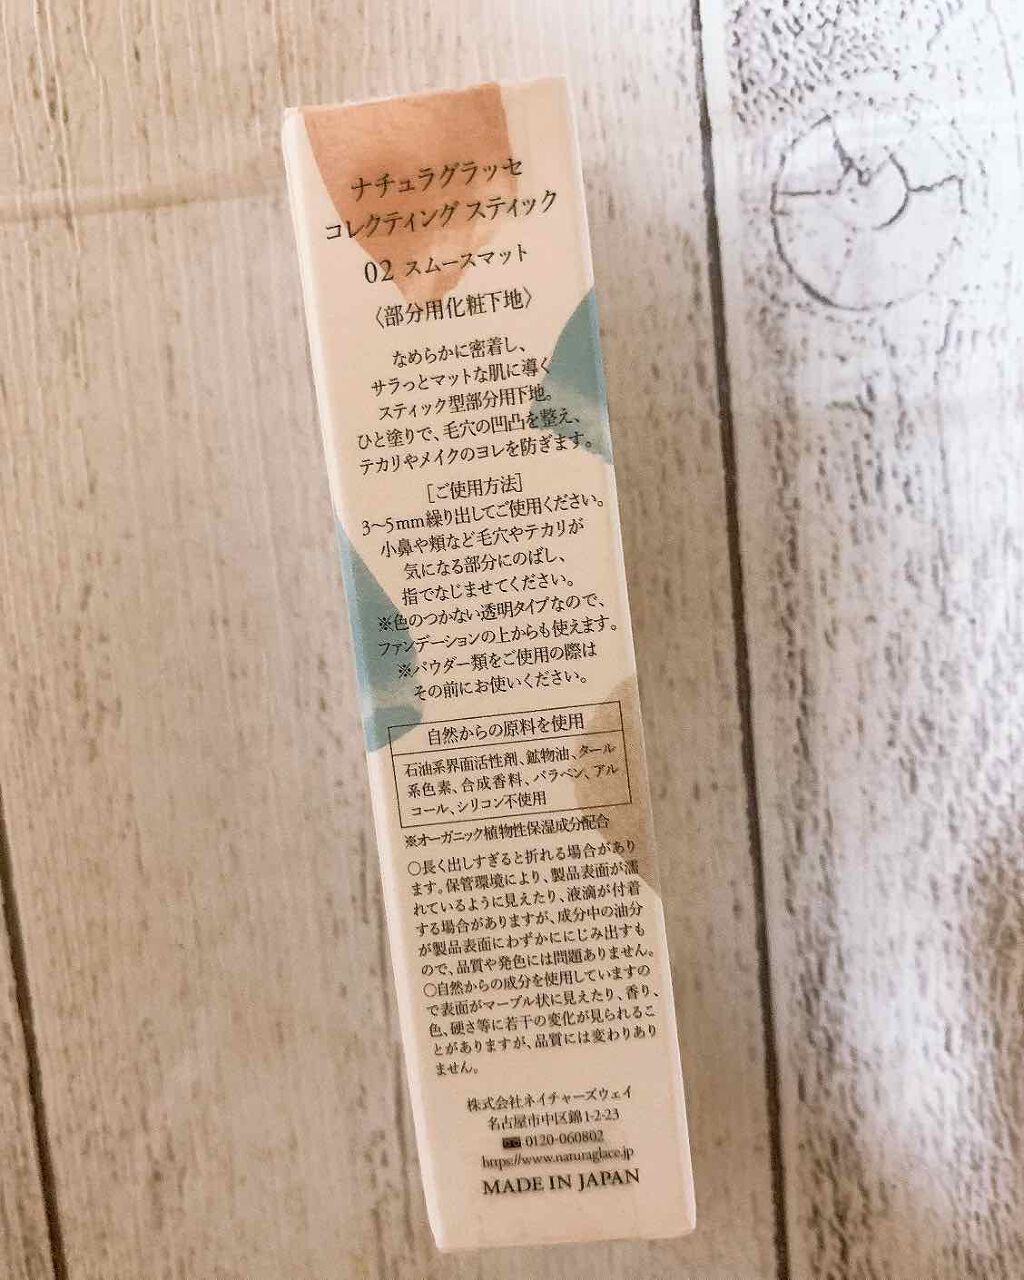 ナチュラグラッセ
コレクティング スティック
02 スムースマット
〈部分用化粧下地〉
なめらかに密着し、
サラっとマットな肌に導く
スティック型部分用下地。
ひと塗りで、毛穴の凹凸を整え、
テカリやメイクのヨレを防ぎます。
[ご使用方法]
3〜5mm繰り出してご使用ください。
小鼻や頬など毛穴やテカリが
気になる部分にのばし、
指でなじませてください。
※色のつかない透明タイプなので、
ファンデーションの上からも使えます。
※パウダー類をご使用の際は
その前にお使いください。
自然からの原料を使用
石油系界面活性剤、鉱物油、タール
系色素、合成香料、パラベン、アル
コール、シリコン不使用
※オーガニック植物性保湿成分配合
○長く出しすぎると折れる場合があり
ます。保管環境により、製品表面が濡
れているように見えたり、液滴が付着
する場合がありますが、成分中の油分
が製品表面にわずかににじみ出すも
ので、品質や発色には問題ありません。
○自然からの成分を使用していますの
で表面がマーブル状に見えたり、香り、
色、硬さ等に若干の変化が見られるこ
とがありますが、品質には変わりあり
ません。
株式会社ネイチャーズウェイ
名古屋市中区錦1-2-23
0120-060802
https://www.naturaglace.jp
MADE IN JAPAN